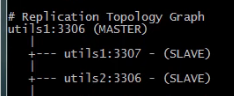 # Replication Topology Graph
utils1:3306 (MASTER)
|
+--- utils1:3307 - (SLAVE)
|
+--- utils2:3306 - (SLAVE)
|